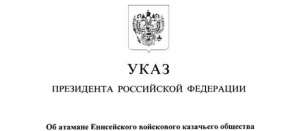 УКАЗ
ПРЕЗИДЕНТА РОССИЙСКОЙ ФЕДЕРАЦИИ
Об атамане Енисейского войскового казачьего общества